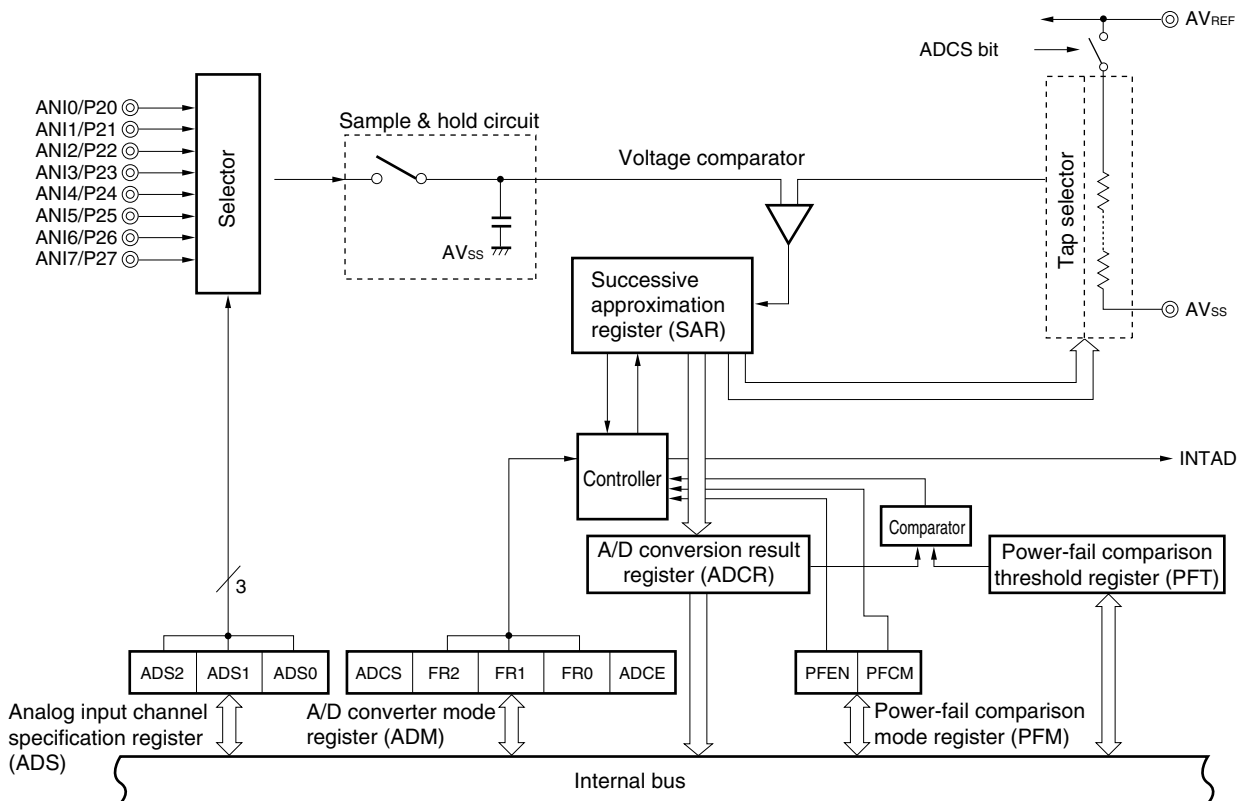 AVREF
ADCS bit
ANI0/P20
ANI1/P21
ANI2/P22
ANI3/P23
ANI4/P24
ANI5/P25
ANI6/P26
ANI7/P27
Selector
Sample & hold circuit
AVSS
Voltage comparator
Tap selector
AVSS
Successive
approximation
register (SAR)
Controller
INTAD
Comparator
A/D conversion result
register (ADCR)
Power-fail comparison
threshold register (PFT)
3
ADS2 ADS1 ADS0
ADCS FR2 FR1 FR0 ADCE
PFEN PFCM
Analog input channel
specification register
(ADS)
A/D converter mode
register (ADM)
Power-fail comparison
mode register (PFM)
Internal bus